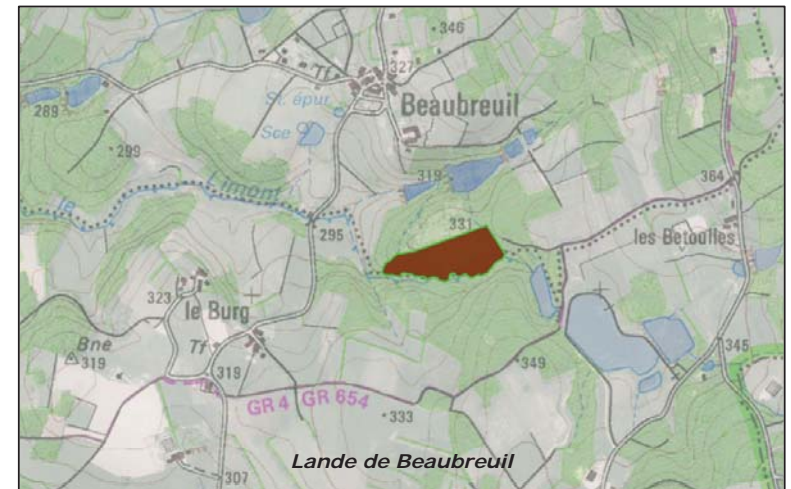 346
Tf
327
289
St. épur
Beaubreuil
Sce
299
319
le Limont
364
331
295
les Betoulles
323
le Burg
Bne
319
Tf
319
349
345
GR 4 GR 654
333
Lande de Beaubreuil
307